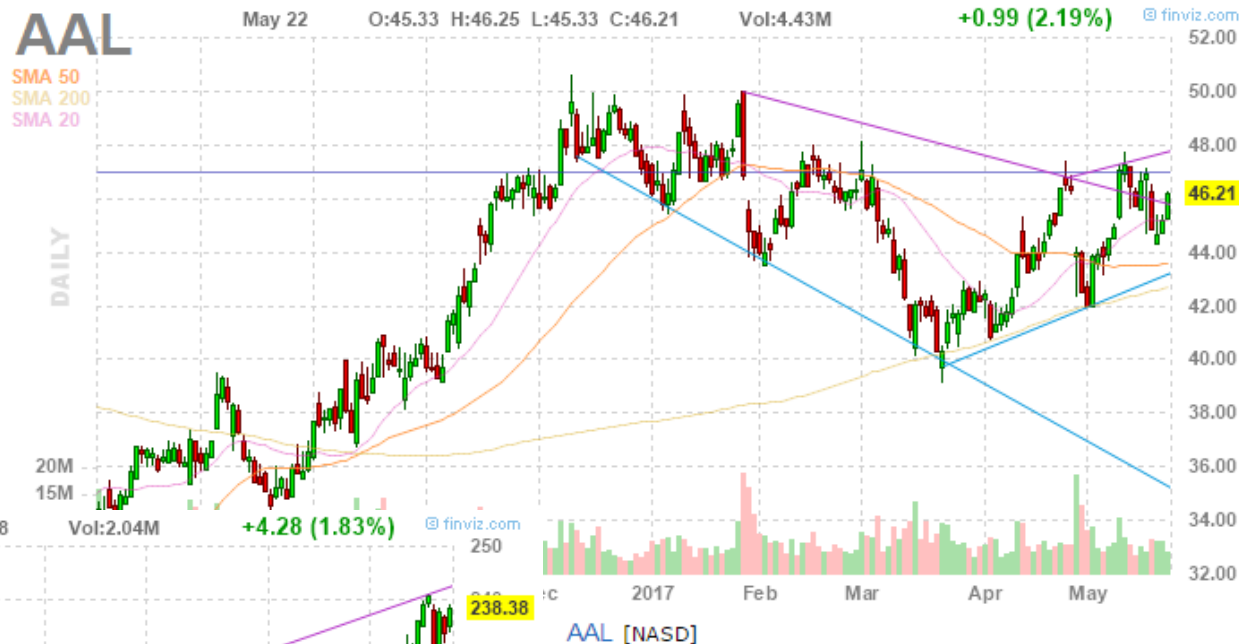 AAL May 22 O:45.33 H:46.25 L:45.33 C:46.21 Vol:4.43M +0.99 (2.19%) © finviz.com
52.00
SMA 50
SMA 200
SMA 20
50.00
48.00
46.21
DAILY
44.00
42.00
40.00
38.00
20M 36.00
15M
34.00
8 Vol:2.04M +4.28 (1.83%) © finviz.com
250
32.00
2017 Feb Mar Apr May
238.38
AAL [NASD]